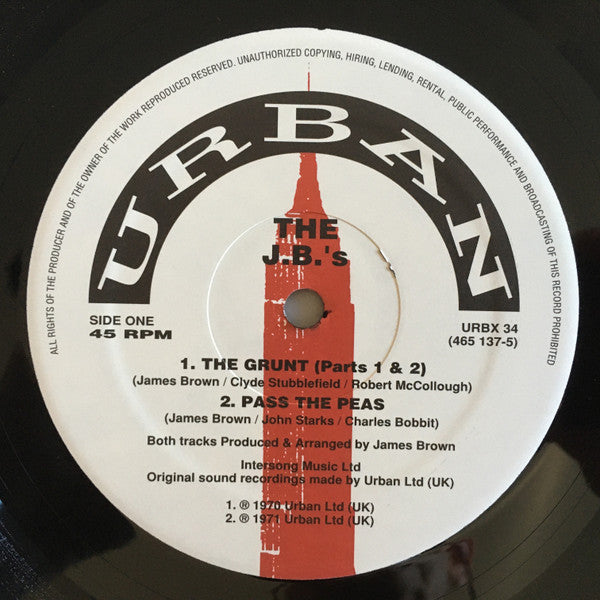 ALL RIGHTS OF THE PRODUCER AND OF THE OWNER OF THE WORK REPRODUCED RESERVED. UNAUTHORIZED COPYING, HIRING, LENDING, RENTAL, PUBLIC PERFORMANCE AND BROADCASTING OF THIS RECORD PROHIBITED
URBAN
THE
J.B.'s
SIDE ONE
45 RPM
URBX 34
(465 137-5)
1. THE GRUNT (Parts 1 & 2)
(James Brown / Clyde Stubblefield / Robert McCollough)
2. PASS THE PEAS
(James Brown / John Starks / Charles Bobbit)
Both tracks Produced & Arranged by James Brown
Intersong Music Ltd
Original sound recordings made by Urban Ltd (UK)
1. ® 1970 Urban Ltd (UK)
2. ® 1971 Urban Ltd (UK)